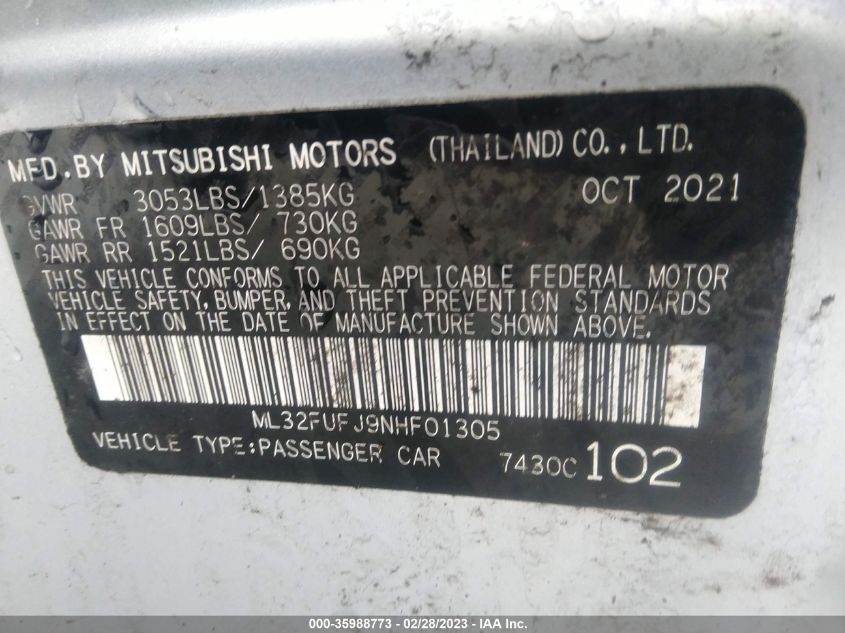 MFD.BY MITSUBISHI MOTORS (THAILAND) CO., LTD.
GVWR 3053LBS/1385KG OCT 2021
GAWR FR 1609LBS/ 730KG
GAWR RR 1521LBS/ 690KG
THIS VEHICLE CONFORMS TO ALL APPLICABLE FEDERAL MOTOR
VEHICLE SAFETY, BUMPER, AND THEFT PREVENTION STANDARDS
IN EFFECT ON THE DATE OF MANUFACTURE SHOWN ABOVE.
ML32FUFJ9NHF01305
VEHICLE TYPE:PASSENGER CAR 7430C 102
000-35988773 - 02/28/2023 - IAA Inc.